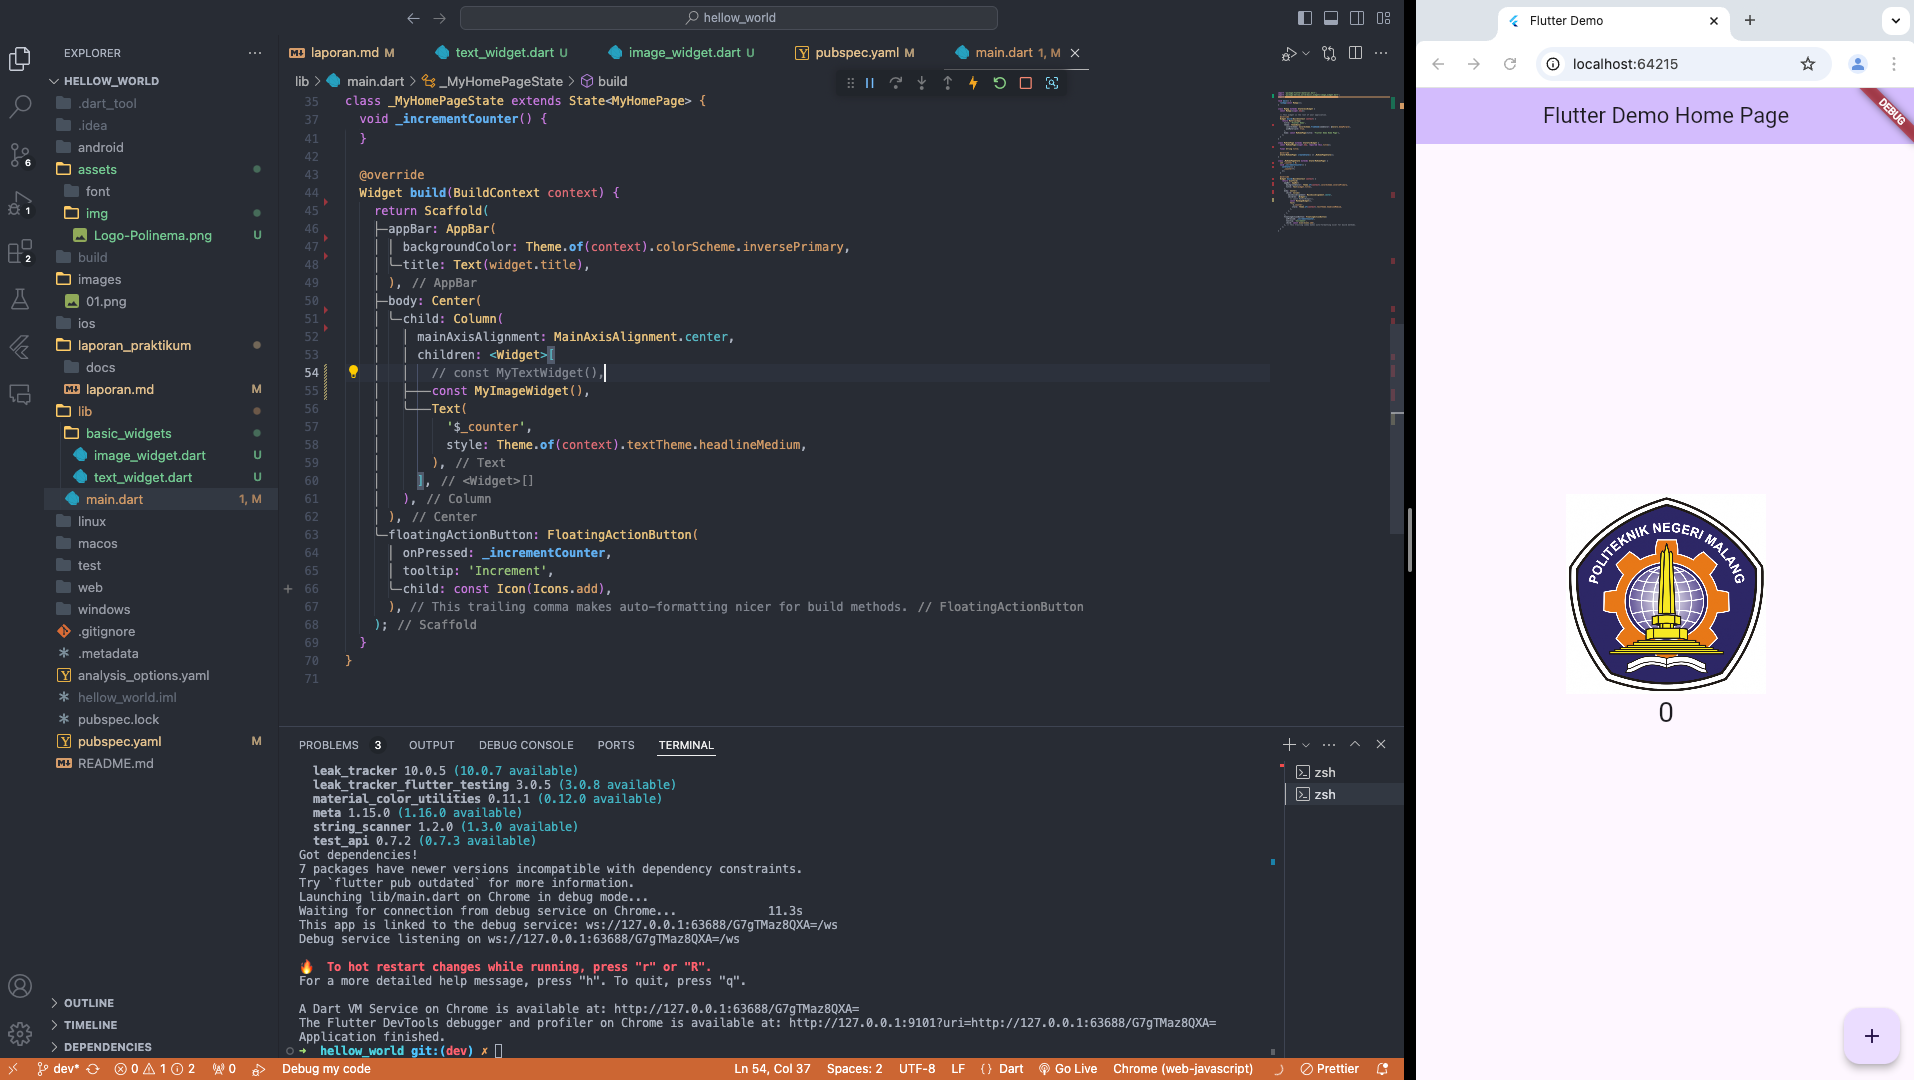 hellow_world
EXPLORER
HELLOW_WORLD
.dart_tool
.idea
android
assets
font
img
Logo-Polinema.png U
build
images
01.png
ios
laporan_praktikum
docs
laporan.md M
lib
basic_widgets
image_widget.dart U
text_widget.dart U
main.dart 1, M
linux
macos
test
web
windows
.gitignore
.metadata
analysis_options.yaml
hellow_world.iml
pubspec.lock
pubspec.yaml M
README.md
OUTLINE
TIMELINE
DEPENDENCIES
6
1
2
laporan.md M text_widget.dart U image_widget.dart U pubspec.yaml M main.dart 1, M
lib > main.dart > _MyHomePageState > build
35 class _MyHomePageState extends State<MyHomePage> {
37 void _incrementCounter() {
41 }
42
43 @override
44 Widget build(BuildContext context) {
45 return Scaffold(
46 appBar: AppBar(
47 backgroundColor: Theme.of(context).colorScheme.inversePrimary,
48 title: Text(widget.title),
49 ), // AppBar
50 body: Center(
51 child: Column(
52 mainAxisAlignment: MainAxisAlignment.center,
53 children: <Widget>[
54 // const MyTextWidget(),
55 const MyImageWidget(),
56 Text(
57 '$_counter',
58 style: Theme.of(context).textTheme.headlineMedium,
59 ), // Text
60 ], // <Widget>[]
61 ), // Column
62 ), // Center
63 floatingActionButton: FloatingActionButton(
64 onPressed: _incrementCounter,
65 tooltip: 'Increment',
66 child: const Icon(Icons.add),
67 ), // This trailing comma makes auto-formatting nicer for build methods. // FloatingActionButton
68 ); // Scaffold
69 }
70 }
71
PROBLEMS 3 OUTPUT DEBUG CONSOLE PORTS TERMINAL
leak_tracker 10.0.5 (10.0.7 available)
leak_tracker_flutter_testing 3.0.5 (3.0.8 available)
material_color_utilities 0.11.1 (0.12.0 available)
meta 1.15.0 (1.16.0 available)
string_scanner 1.2.0 (1.3.0 available)
test_api 0.7.2 (0.7.3 available)
Got dependencies!
7 packages have newer versions incompatible with dependency constraints.
Try `flutter pub outdated` for more information.
Launching lib/main.dart on Chrome in debug mode...
Waiting for connection from debug service on Chrome... 11.3s
This app is linked to the debug service: ws://127.0.0.1:63688/G7gTMaz8QXA=/ws
Debug service listening on ws://127.0.0.1:63688/G7gTMaz8QXA=/ws
To hot restart changes while running, press "r" or "R".
For a more detailed help message, press "h". To quit, press "q".
A Dart VM Service on Chrome is available at: http://127.0.0.1:63688/G7gTMaz8QXA=
The Flutter DevTools debugger and profiler on Chrome is available at: http://127.0.0.1:9101?uri=http://127.0.0.1:63688/G7gTMaz8QXA=
Application finished.
hellow_world git:(dev) ✗
zsh
zsh
dev* 0 1 2 0 Debug my code Ln 54, Col 37 Spaces: 2 UTF-8 LF { } Dart Go Live Chrome (web-javascript) Prettier
Flutter Demo
localhost:64215
Flutter Demo Home Page
DEBUG
POLITEKNIK NEGERI MALANG
0
+